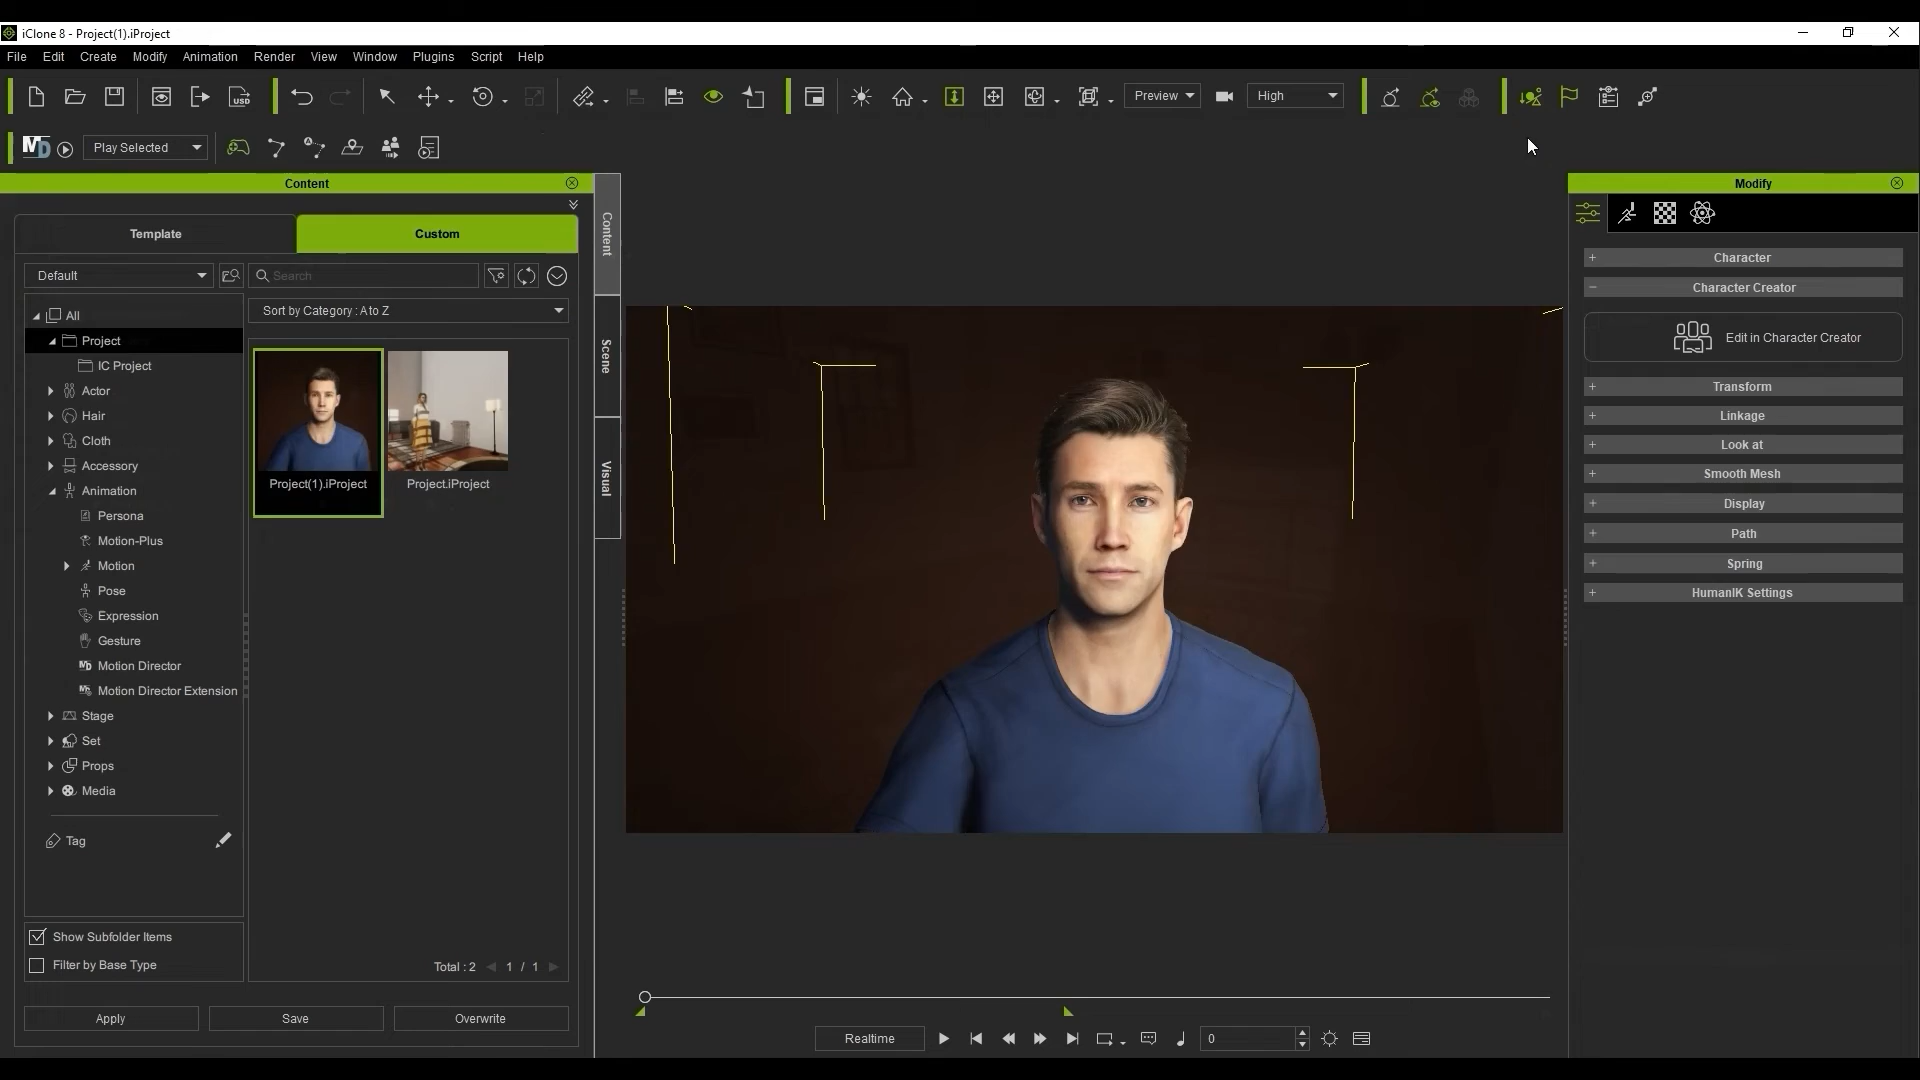 iClone 8 - Project(1).iProject
File Edit Create Modify Animation Render View Window Plugins Script Help
USD
Preview
High
MD
Play Selected
Content
Template
Custom
Default
Search
Sort by Category : A to Z
All
Project
IC Project
Actor
Hair
Cloth
Accessory
Animation
Persona
Motion-Plus
Motion
Pose
Expression
Gesture
Motion Director
Motion Director Extension
Stage
Set
Props
Media
Tag
Project(1).iProject
Project.iProject
Show Subfolder Items
Filter by Base Type
Total : 2 1 / 1
Apply
Save
Overwrite
Content
Scene
Visual
Realtime
0
Modify
Character
Character Creator
Edit in Character Creator
Transform
Linkage
Look at
Smooth Mesh
Display
Path
Spring
HumanIK Settings